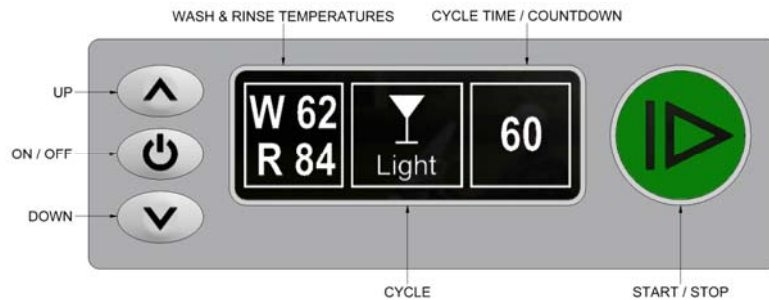 WASH & RINSE TEMPERATURES
CYCLE TIME / COUNTDOWN
UP
ON / OFF
DOWN
W 62
R 84
Light
60
CYCLE
START / STOP